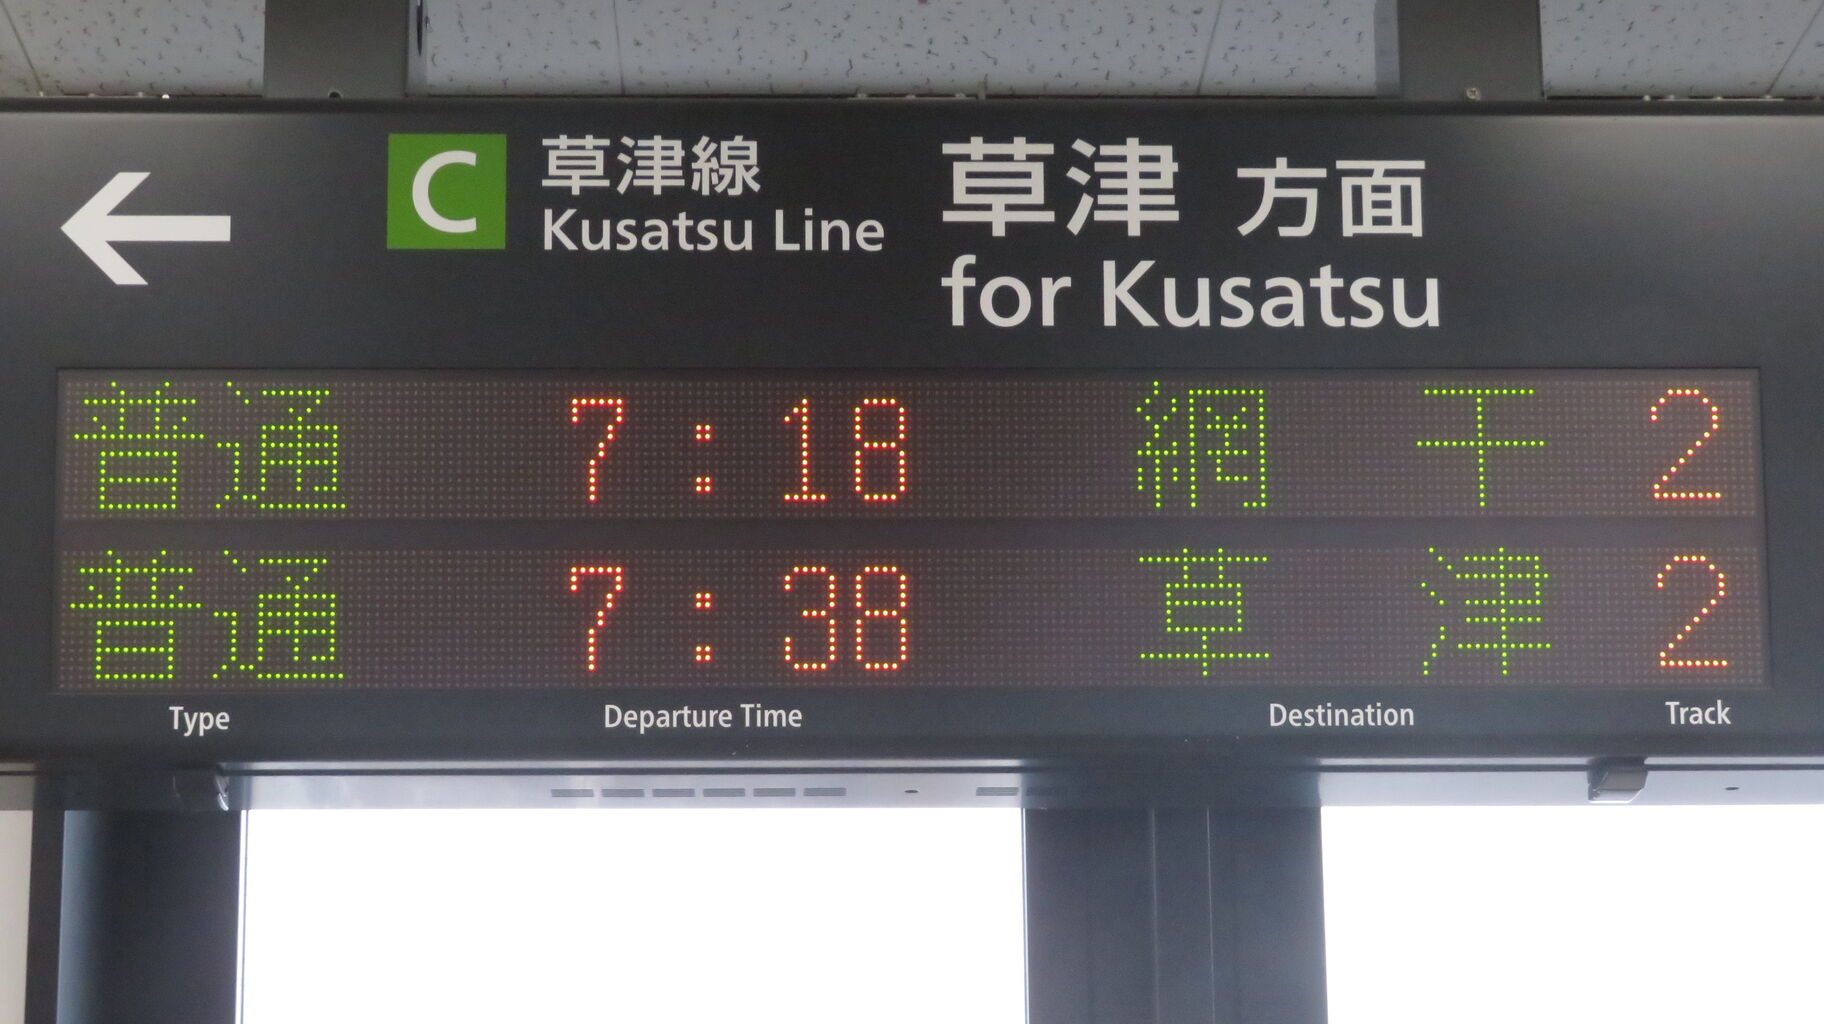 ←
C 草津線 草津 方面
Kusatsu Line for Kusatsu
普通 7:18 網干 2
普通 7:38 草津 2
Type Departure Time Destination Track